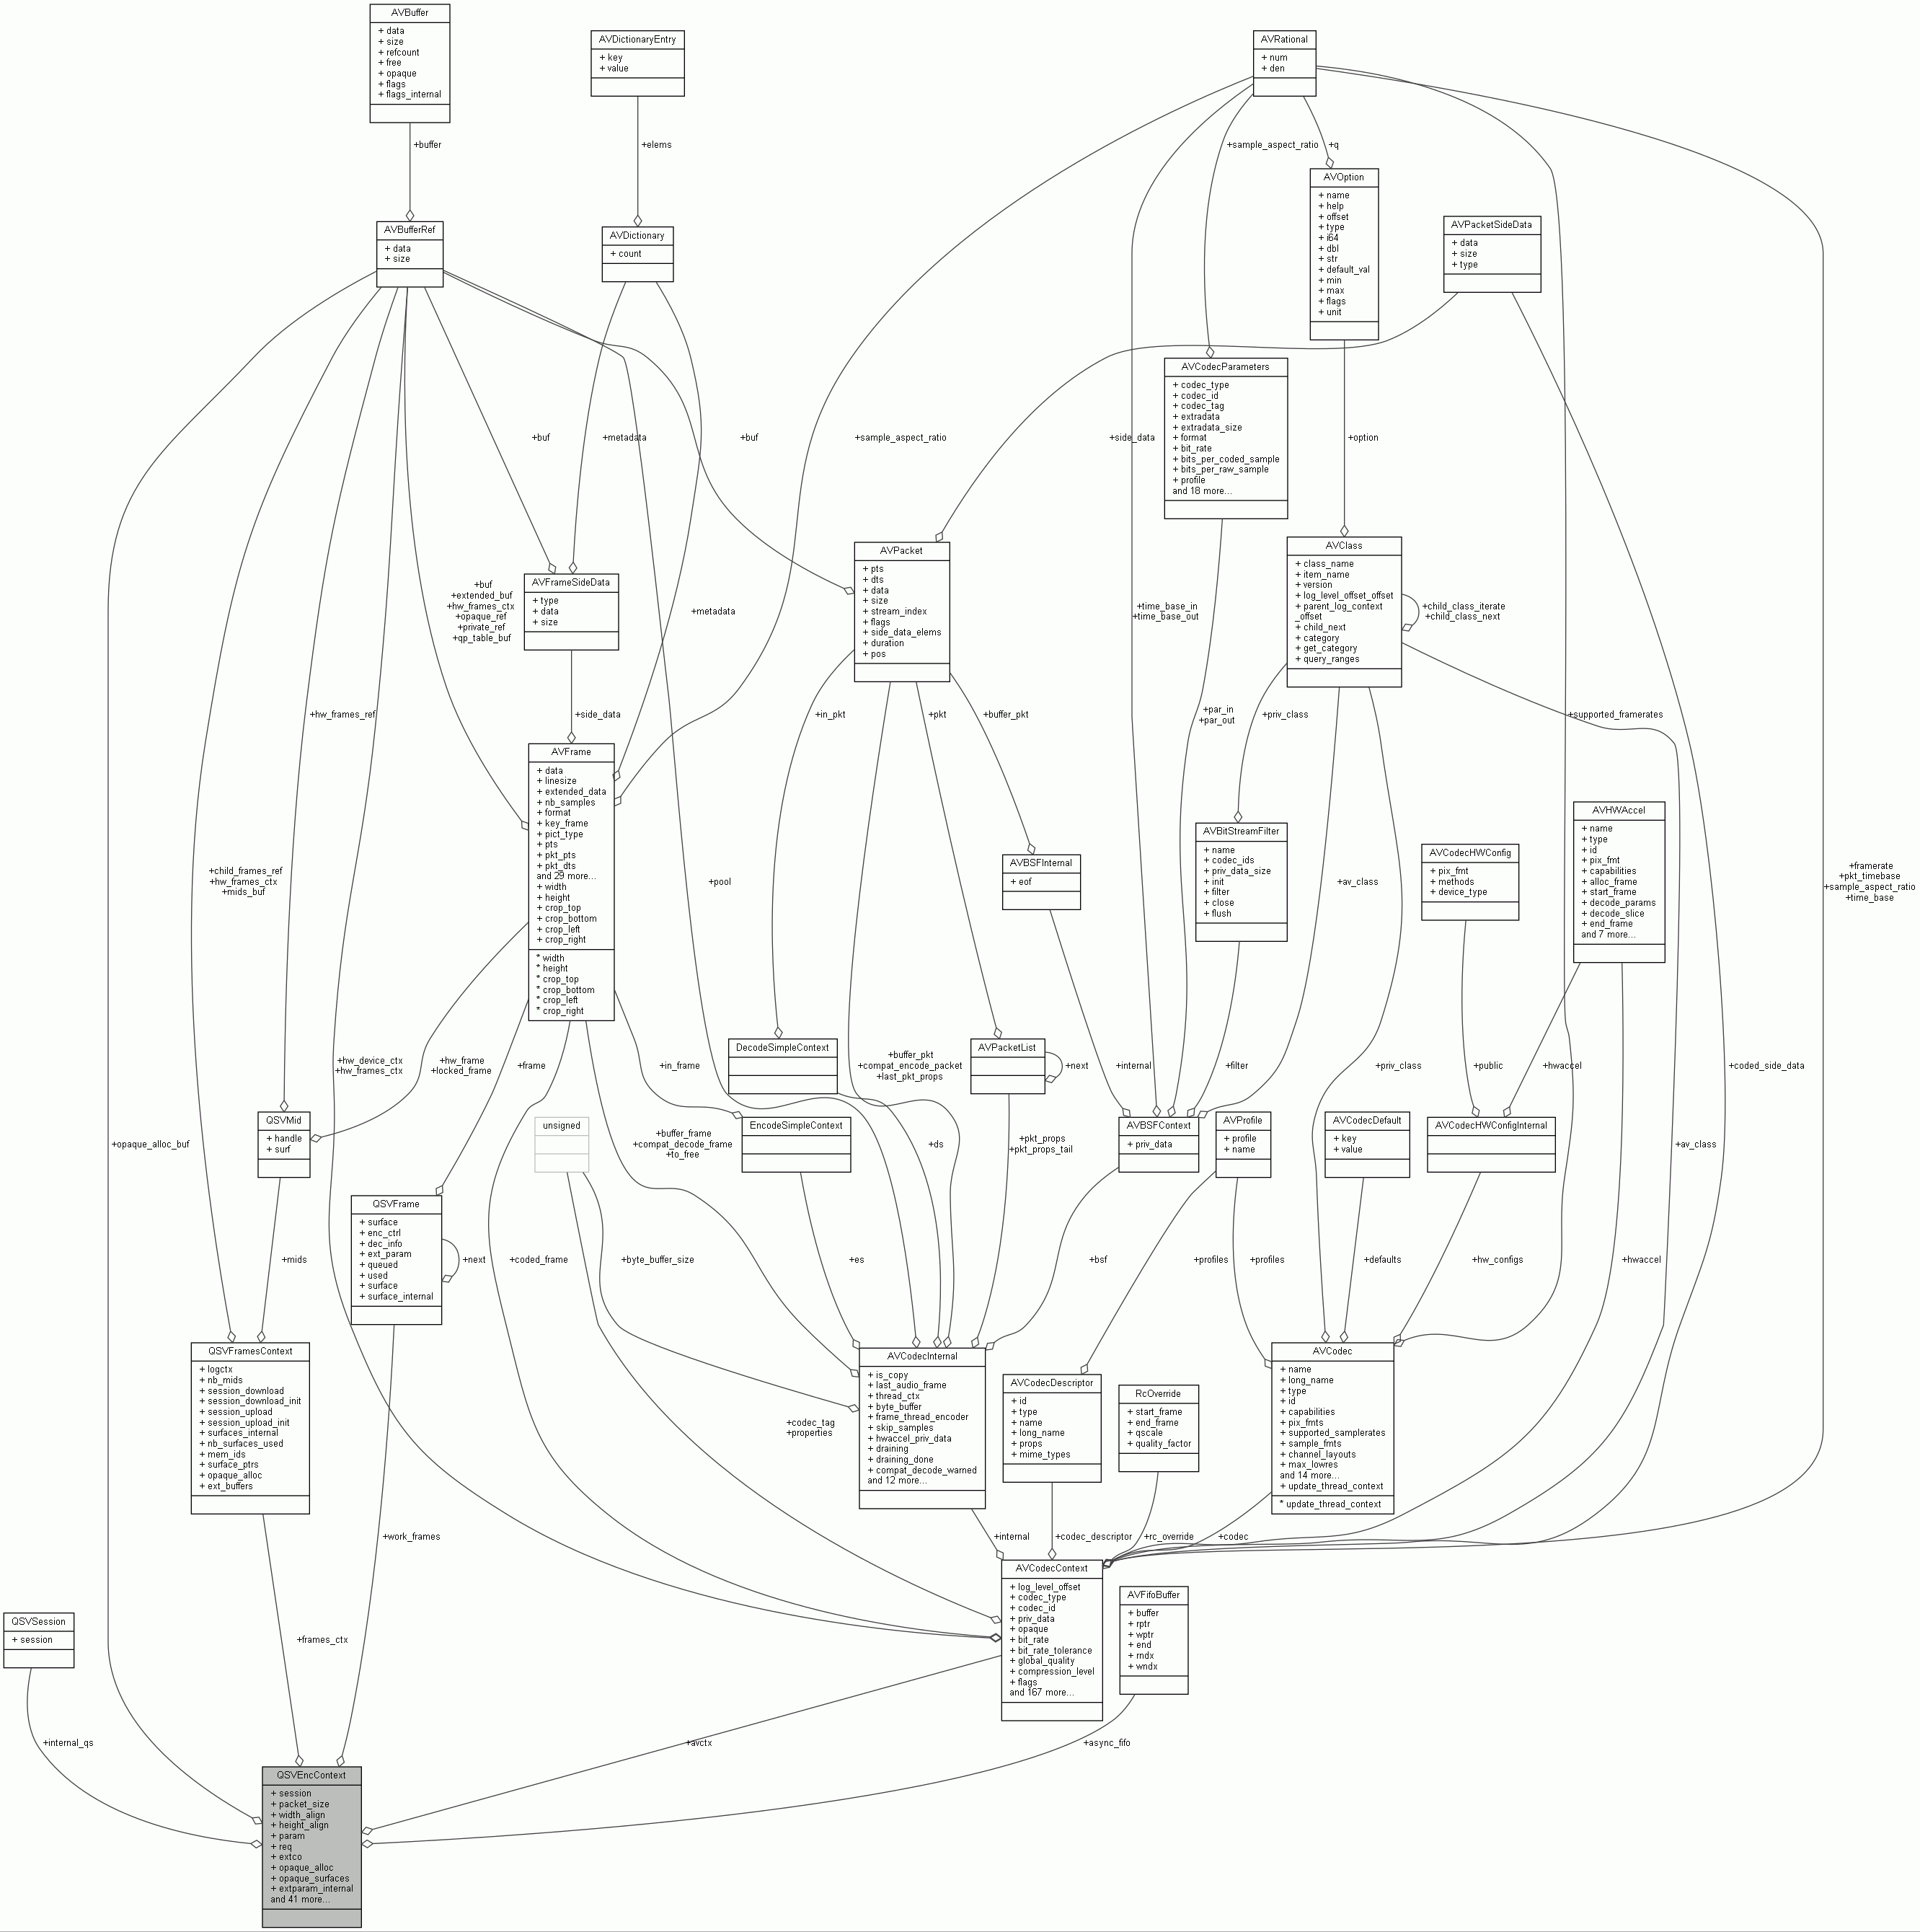 AVBuffer
+ data
+ size
+ refcount
+ free
+ opaque
+ flags
+ flags_internal
AVDictionaryEntry
+ key
+ value
AVRational
+ num
+ den
+buffer
+elems
+sample_aspect_ratio
+q
AVOption
+ name
+ help
+ offset
+ type
+ i64
+ dbl
+ str
+ default_val
+ min
+ max
+ flags
+ unit
AVBufferRef
+ data
+ size
AVDictionary
+ count
AVPacketSideData
+ data
+ size
+ type
AVCodecParameters
+ codec_type
+ codec_id
+ codec_tag
+ extradata
+ extradata_size
+ format
+ bit_rate
+ bits_per_coded_sample
+ bits_per_raw_sample
+ profile
and 18 more...
+buf
+metadata
+buf
+sample_aspect_ratio
+side_data
+option
AVPacket
+ pts
+ dts
+ data
+ size
+ stream_index
+ flags
+ side_data_elems
+ duration
+ pos
AVClass
+ class_name
+ item_name
+ version
+ log_level_offset_offset
+ parent_log_context
_offset
+ child_next
+ category
+ get_category
+ query_ranges
+child_class_iterate
+child_class_next
+buf
+extended_buf
+hw_frames_ctx
+opaque_ref
+private_ref
+qp_table_buf
AVFrameSideData
+ type
+ data
+ size
+metadata
+time_base_in
+time_base_out
+hw_frames_ref
+side_data
+in_pkt
+pkt
+buffer_pkt
+par_in
+par_out
+priv_class
+supported_framerates
AVFrame
+ data
+ linesize
+ extended_data
+ nb_samples
+ format
+ key_frame
+ pict_type
+ pts
+ pkt_pts
+ pkt_dts
and 29 more...
+ width
+ height
+ crop_top
+ crop_bottom
+ crop_left
+ crop_right
* width
* height
* crop_top
* crop_bottom
* crop_left
* crop_right
AVBSFInternal
+ eof
AVBitStreamFilter
+ name
+ codec_ids
+ priv_data_size
+ init
+ filter
+ close
+ flush
AVCodecHWConfig
+ pix_fmt
+ methods
+ device_type
AVHWAccel
+ name
+ type
+ id
+ pix_fmt
+ capabilities
+ alloc_frame
+ start_frame
+ decode_params
+ decode_slice
+ end_frame
and 7 more...
+child_frames_ref
+hw_frames_ctx
+mids_buf
+pool
+av_class
+framerate
+pkt_timebase
+sample_aspect_ratio
+time_base
+hw_device_ctx
+hw_frames_ctx
+hw_frame
+locked_frame
+frame
+in_frame
DecodeSimpleContext
+buffer_pkt
+compat_encode_packet
+last_pkt_props
AVPacketList
+next
+internal
+filter
+priv_class
+public
+hwaccel
+coded_side_data
QSVMid
+ handle
+ surf
unsigned
EncodeSimpleContext
+buffer_frame
+compat_decode_frame
+to_free
+ds
+pkt_props
+pkt_props_tail
AVBSFContext
+ priv_data
AVProfile
+ profile
+ name
AVCodecDefault
+ key
+ value
AVCodecHWConfigInternal
+opaque_alloc_buf
+av_class
QSVFrame
+ surface
+ enc_ctrl
+ dec_info
+ ext_param
+ queued
+ used
+ surface
+ surface_internal
+mids
+next
+coded_frame
+byte_buffer_size
+es
+bsf
+profiles
+profiles
+defaults
+hw_configs
+hwaccel
QSVFramesContext
+ logctx
+ nb_mids
+ session_download
+ session_download_init
+ session_upload
+ session_upload_init
+ surfaces_internal
+ nb_surfaces_used
+ mem_ids
+ surface_ptrs
+ opaque_alloc
+ ext_buffers
+codec_tag
+properties
AVCodecInternal
+ is_copy
+ last_audio_frame
+ thread_ctx
+ byte_buffer
+ frame_thread_encoder
+ skip_samples
+ hwaccel_priv_data
+ draining
+ draining_done
+ compat_decode_warned
and 12 more...
AVCodecDescriptor
+ id
+ type
+ name
+ long_name
+ props
+ mime_types
RcOverride
+ start_frame
+ end_frame
+ qscale
+ quality_factor
AVCodec
+ name
+ long_name
+ type
+ id
+ capabilities
+ pix_fmts
+ supported_samplerates
+ sample_fmts
+ channel_layouts
+ max_lowres
and 14 more...
+ update_thread_context
* update_thread_context
+work_frames
+internal
+codec_descriptor
+rc_override
+codec
AVCodecContext
+ log_level_offset
+ codec_type
+ codec_id
+ priv_data
+ opaque
+ bit_rate
+ bit_rate_tolerance
+ global_quality
+ compression_level
+ flags
and 167 more...
AVFifoBuffer
+ buffer
+ rptr
+ wptr
+ end
+ rndx
+ wndx
QSVSession
+ session
+frames_ctx
+internal_qs
+avctx
+async_fifo
QSVEncContext
+ session
+ packet_size
+ width_align
+ height_align
+ param
+ req
+ extco
+ opaque_alloc
+ opaque_surfaces
+ extparam_internal
and 41 more...